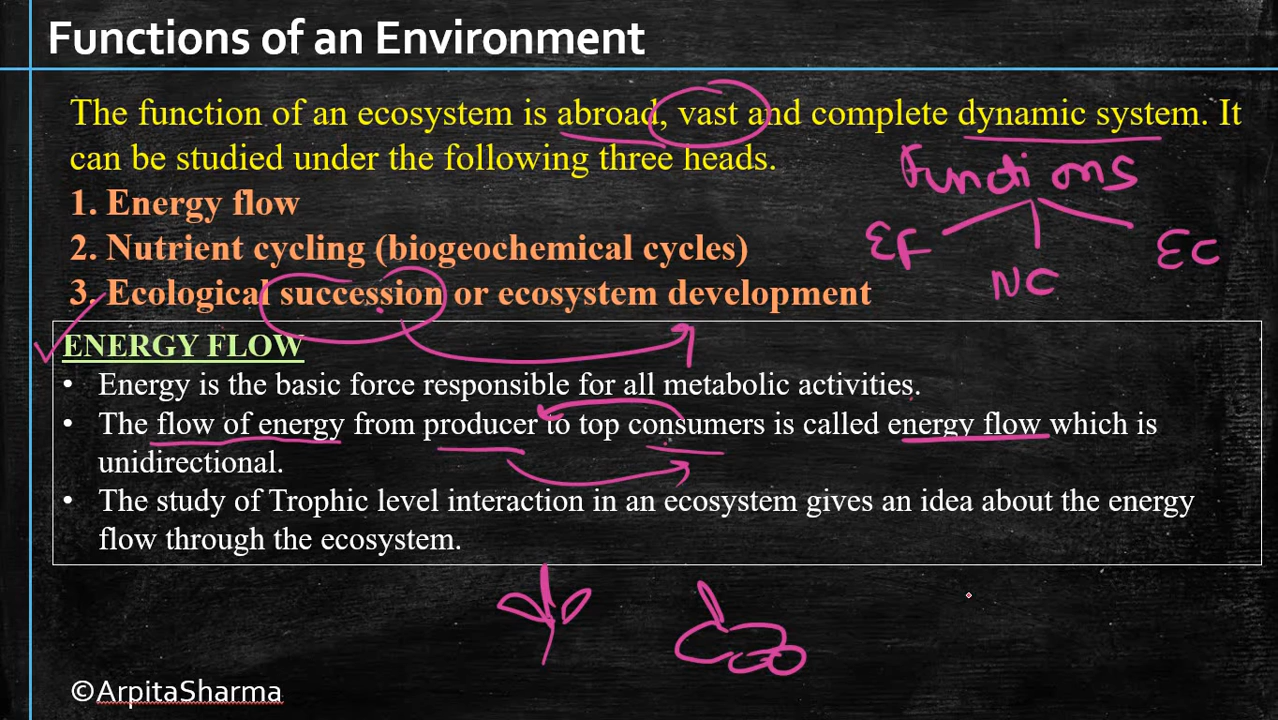 Functions of an Environment
The function of an ecosystem is abroad, vast and complete dynamic system. It
can be studied under the following three heads.
Functions
1. Energy flow
EF
NC
EC
2. Nutrient cycling (biogeochemical cycles)
3. Ecological succession or ecosystem development
ENERGY FLOW
• Energy is the basic force responsible for all metabolic activities.
• The flow of energy from producer to top consumers is called energy flow which is
unidirectional.
• The study of Trophic level interaction in an ecosystem gives an idea about the energy
flow through the ecosystem.
©ArpitaSharma